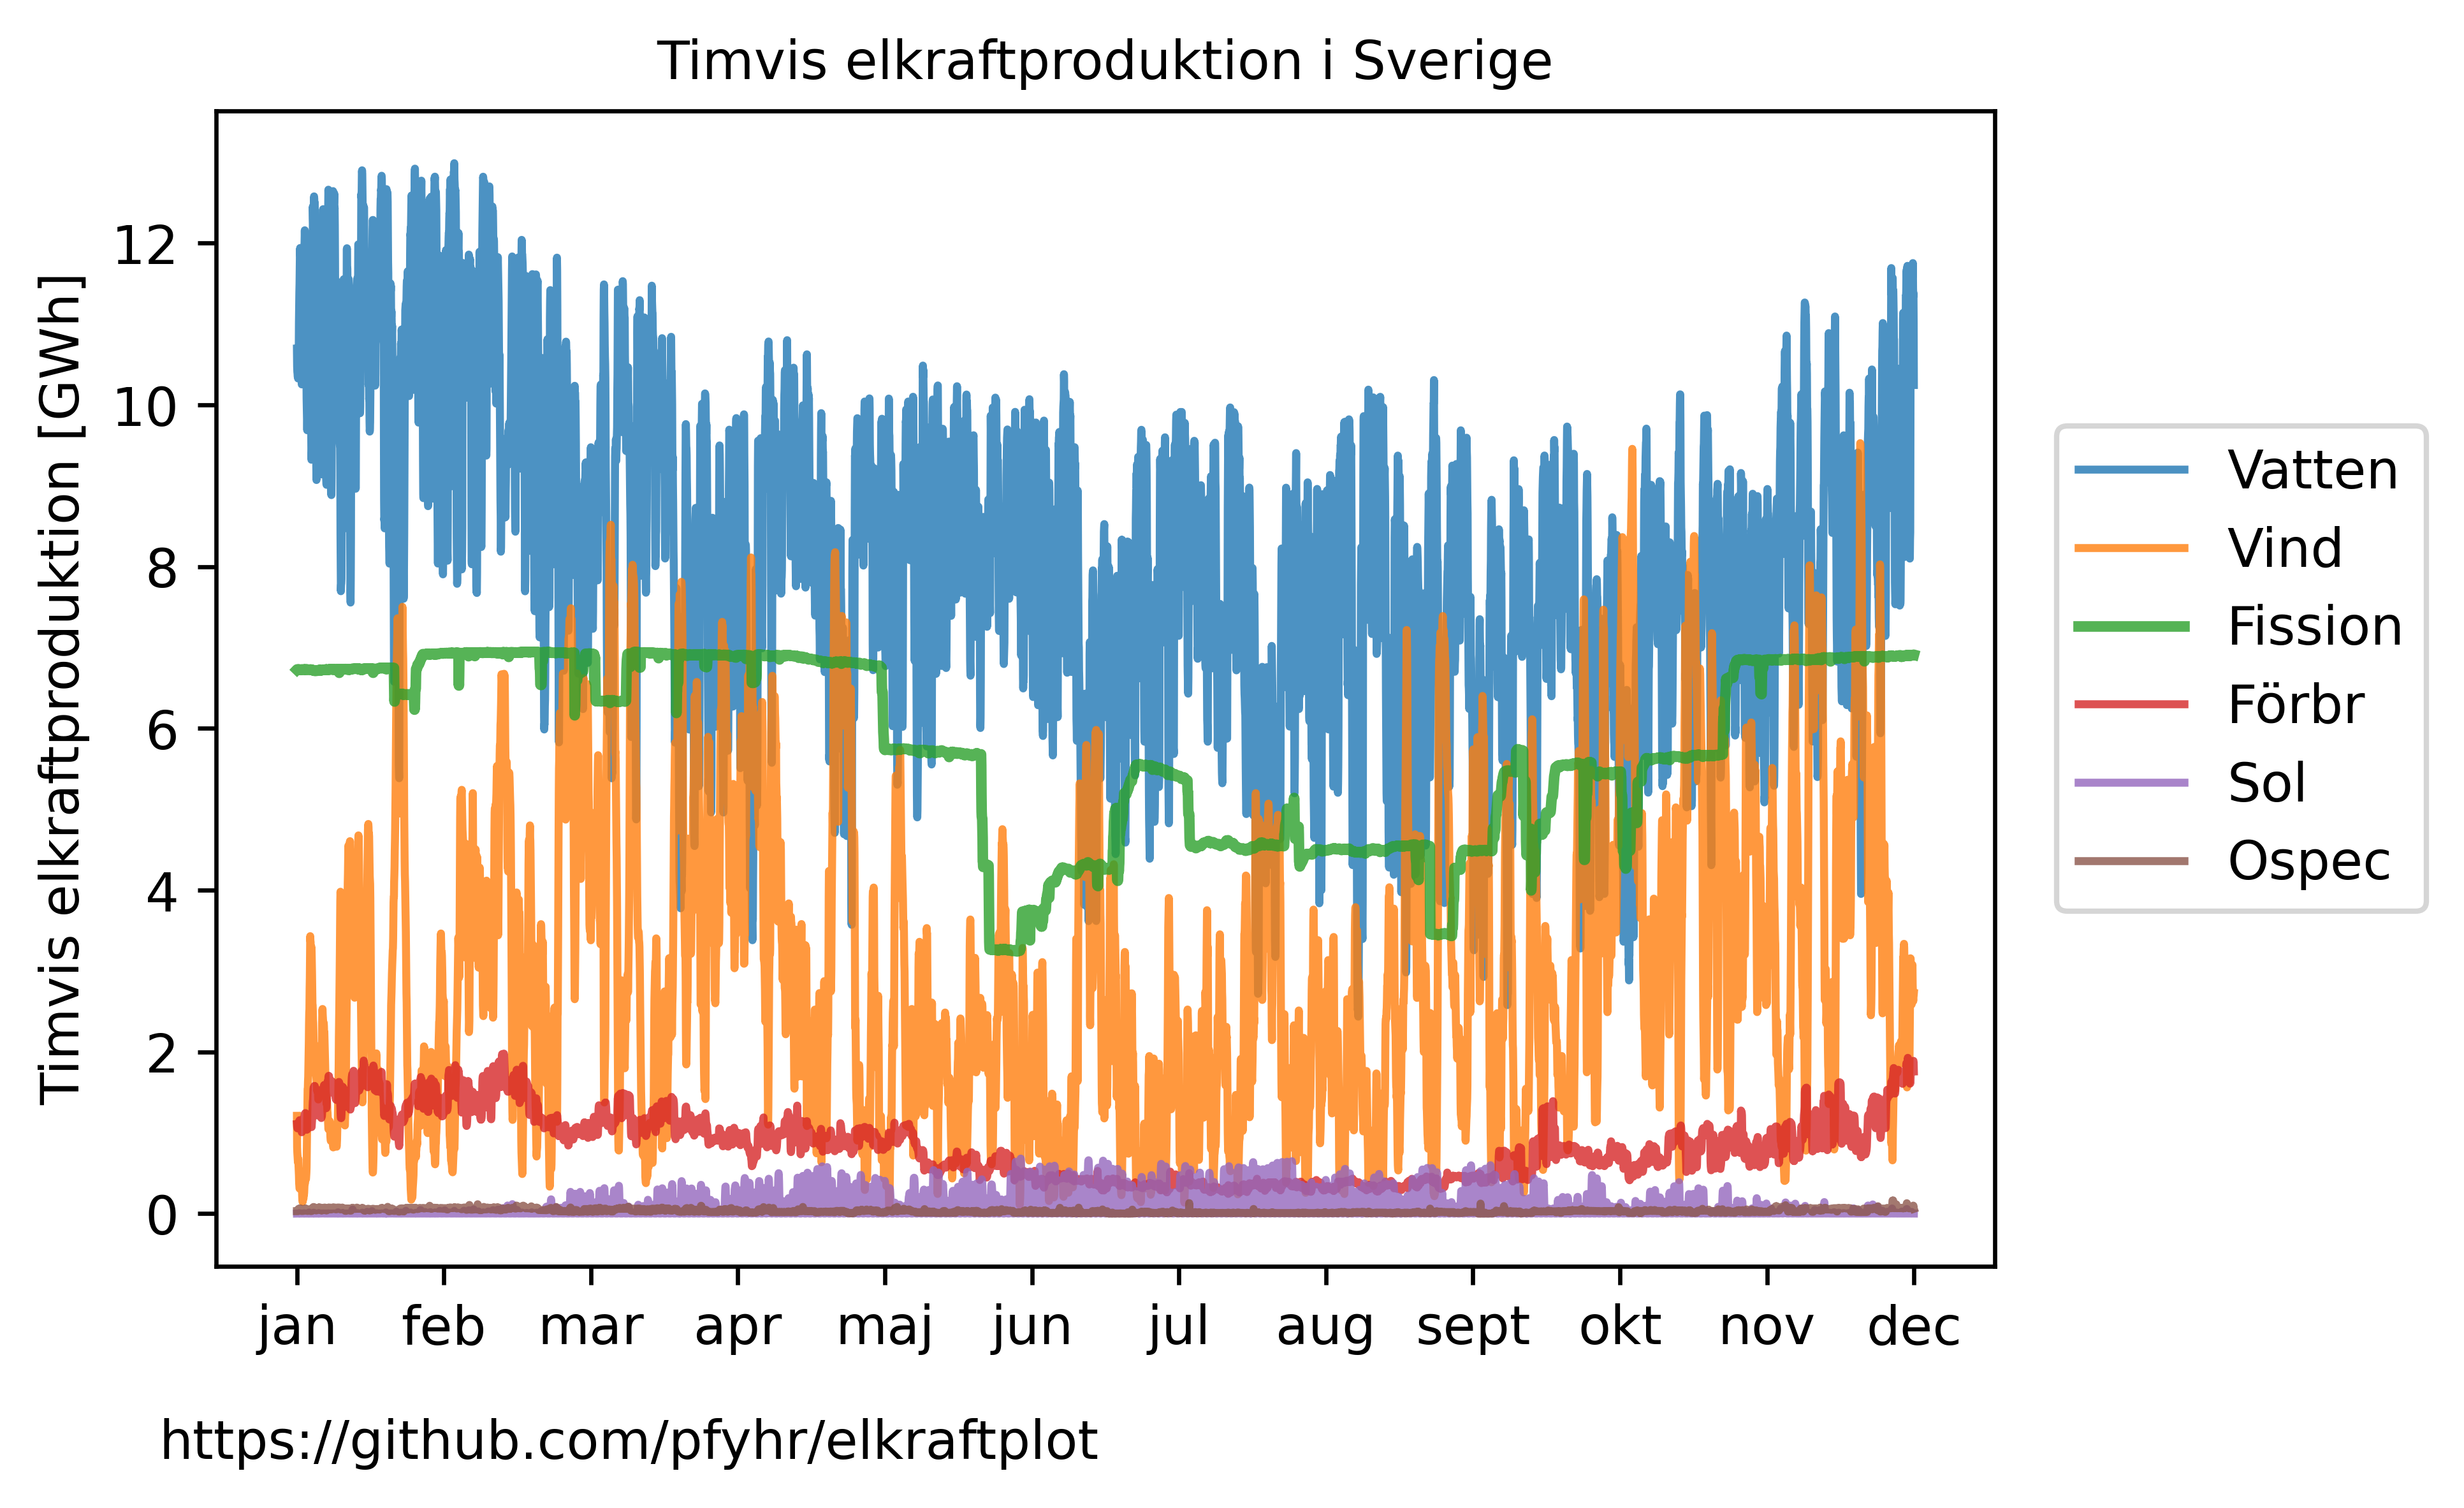 Timvis elkraftproduktion i Sverige
Timvis elkraftproduktion [GWh]
12
10
8
6
4
2
0
jan feb mar apr maj jun jul aug sept okt nov dec
Vatten
Vind
Fission
Förbr
Sol
Ospec
https://github.com/pfyhr/elkraftplot